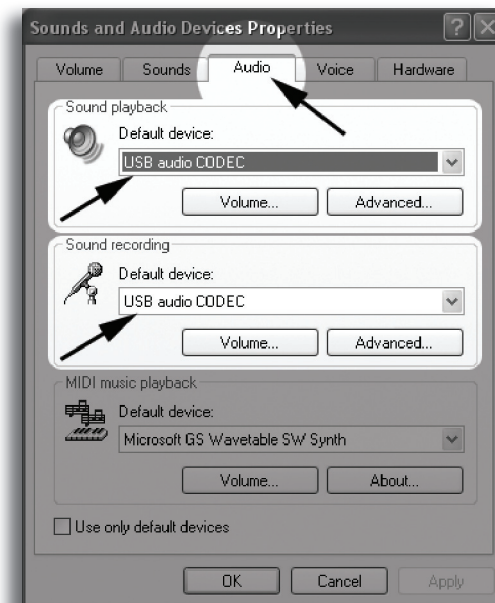 Sounds and Audio Devices Properties
Volume Sounds Audio Voice Hardware
Sound playback
Default device:
USB audio CODEC
Volume... Advanced...
Sound recording
Default device:
USB audio CODEC
Volume... Advanced...
MIDI music playback
Default device:
Microsoft GS Wavetable SW Synth
Volume... About...
Use only default devices
OK Cancel Apply